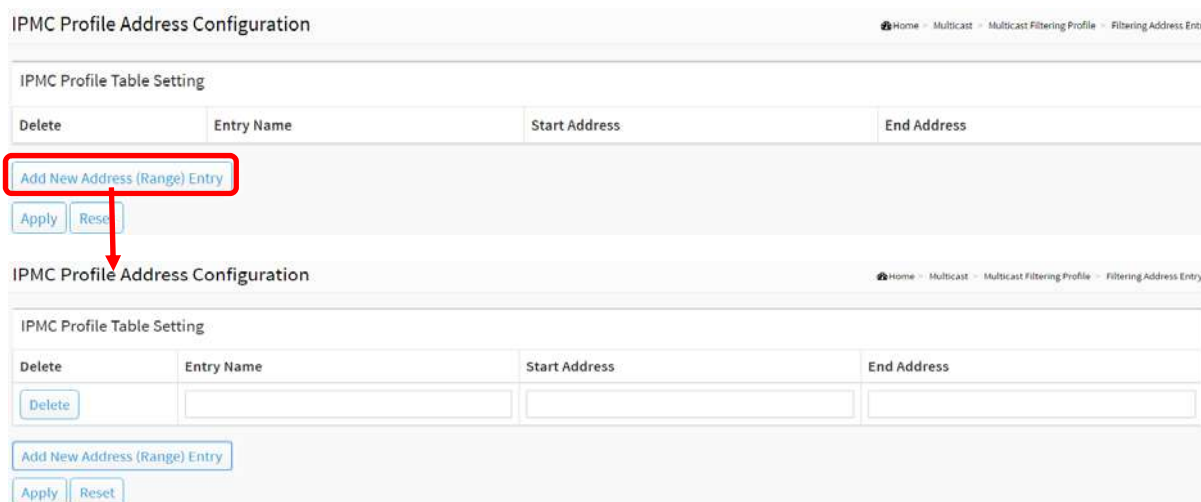 IPMC Profile Address Configuration
Home > Multicast > Multicast Filtering Profile > Filtering Address
IPMC Profile Table Setting
Delete Entry Name Start Address End Address
Add New Address (Range) Entry
Apply Reset
IPMC Profile Address Configuration
Home > Multicast > Multicast Filtering Profile > Filtering Address Entry
IPMC Profile Table Setting
Delete Entry Name Start Address End Address
Delete
Add New Address (Range) Entry
Apply Reset